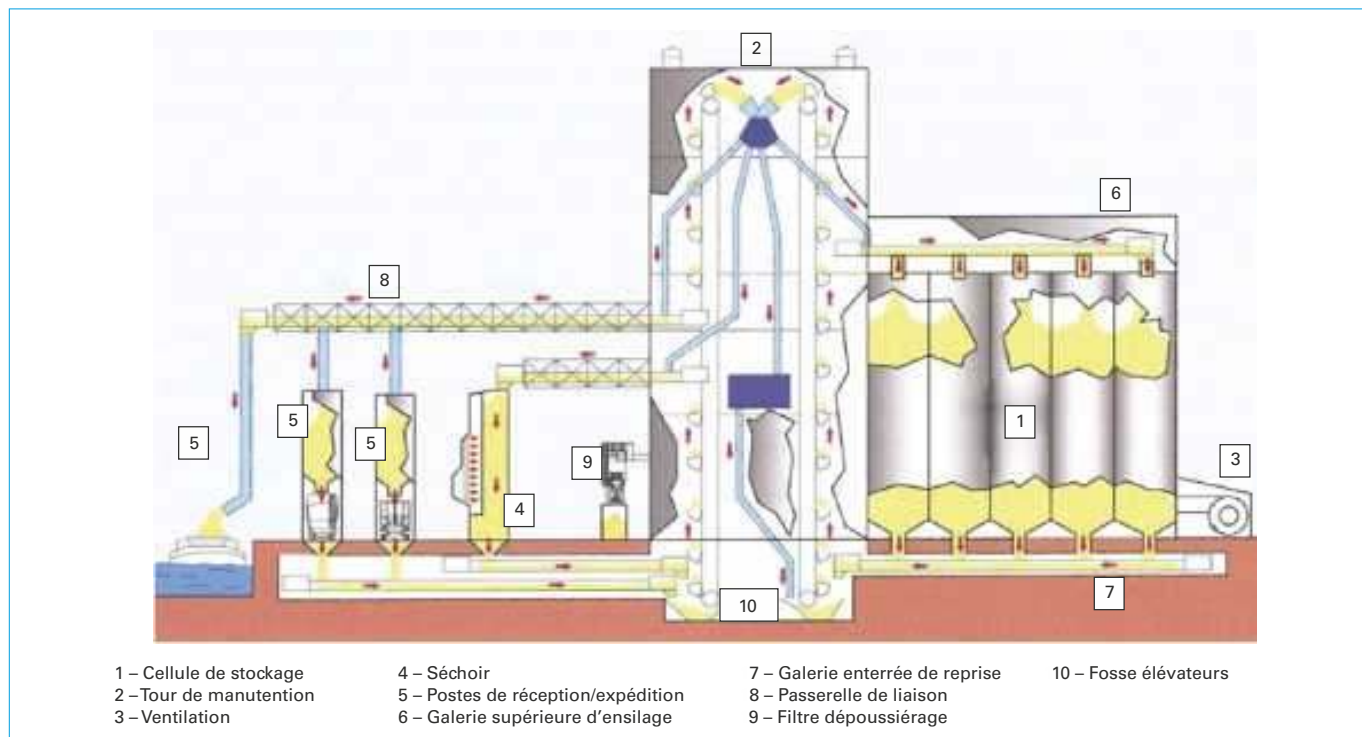 2
6
8
5
5
5
1
9
3
4
10
7
1 – Cellule de stockage
2 – Tour de manutention
3 – Ventilation
4 – Séchoir
5 – Postes de réception/expédition
6 – Galerie supérieure d'ensilage
7 – Galerie enterrée de reprise
8 – Passerelle de liaison
9 – Filtre dépoussiérage
10 – Fosse élévateurs